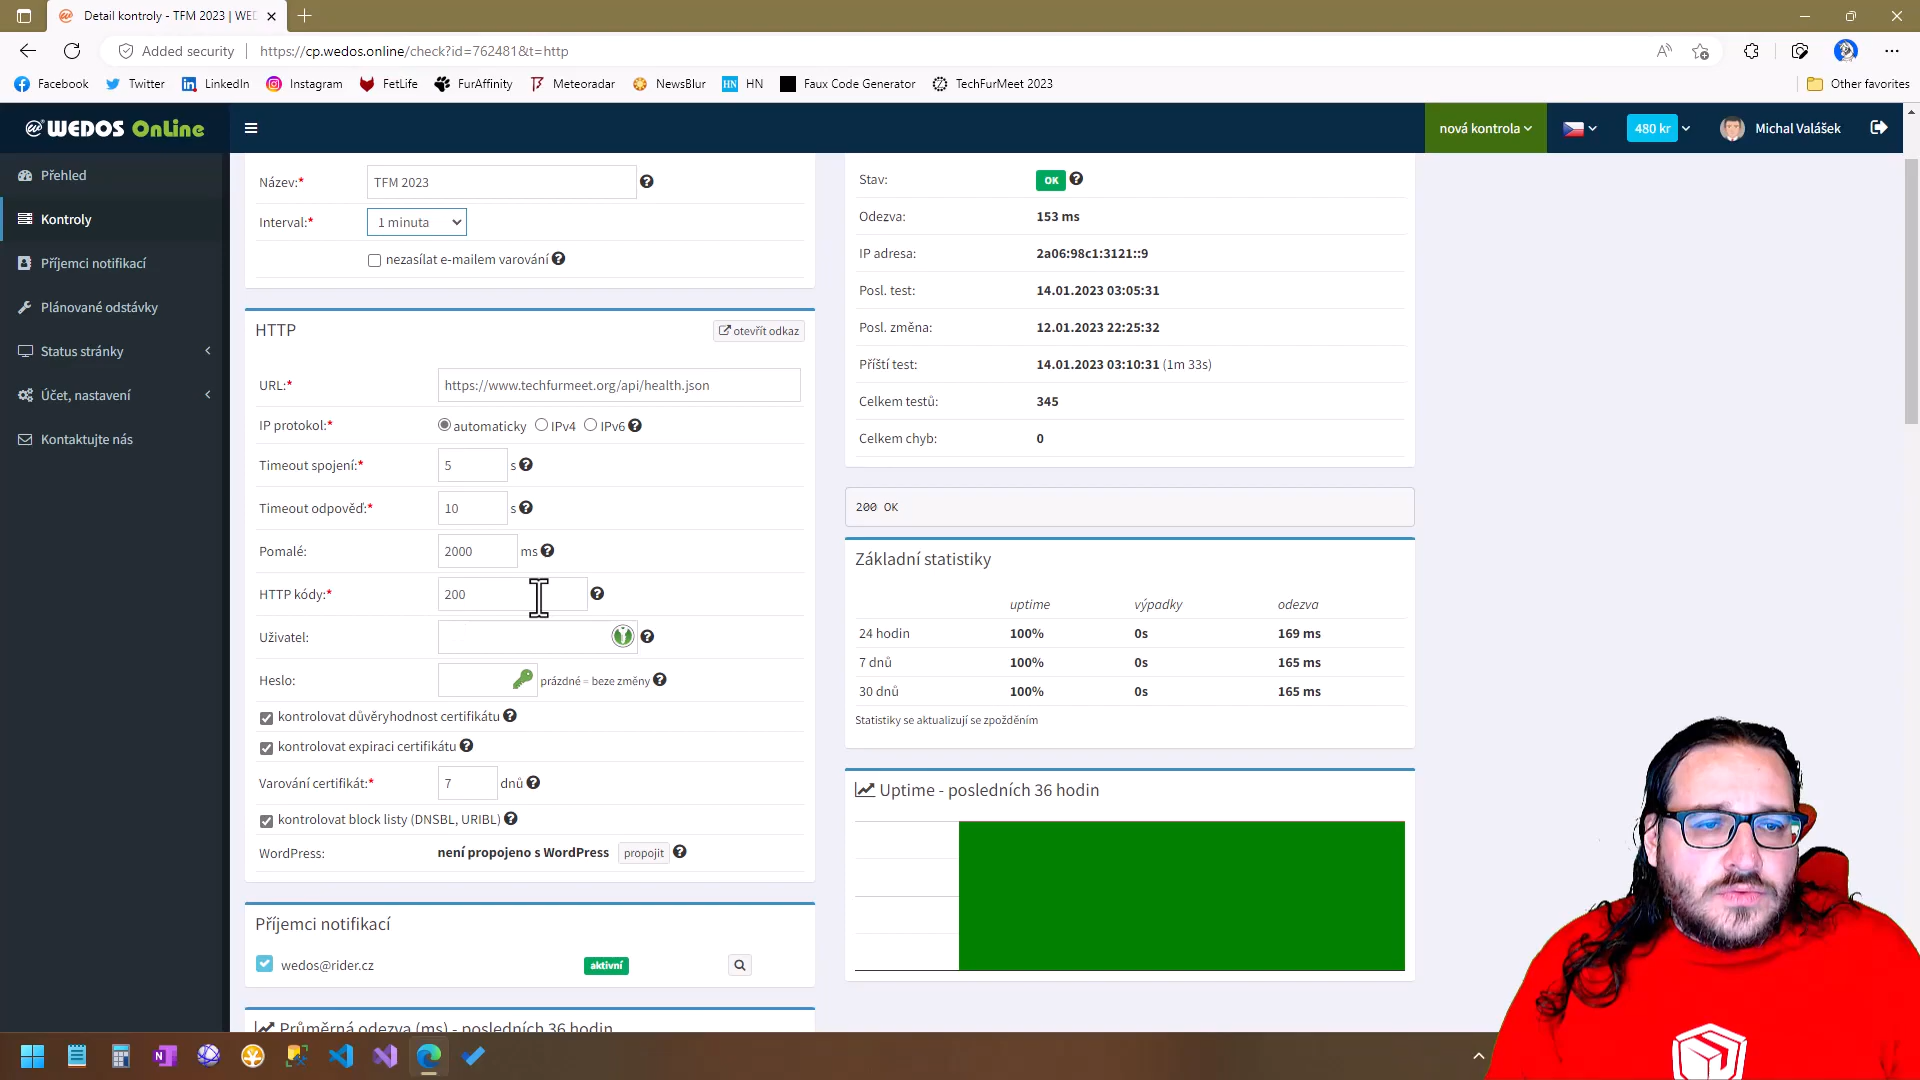 Detail kontroly - TFM 2023 | WED
Added security
https://cp.wedos.online/check?id=762481&t=http
Facebook
Twitter
LinkedIn
Instagram
FetLife
FurAffinity
Meteoradar
NewsBlur
HN HN
Faux Code Generator
TechFurMeet 2023
Other favorites
WEDOS OnLine
nová kontrola
480 kr
Michal Valášek
Přehled
Kontroly
Příjemci notifikací
Plánované odstávky
Status stránky
Účet, nastavení
Kontaktujte nás
Název:* TFM 2023
Interval:* 1 minuta
nezasílat e-mailem varování
HTTP
otevřít odkaz
URL:* https://www.techfurmeet.org/api/health.json
IP protokol:* automaticky IPv4 IPv6
Timeout spojení:* 5 s
Timeout odpověď:* 10 s
Pomalé: 2000 ms
HTTP kódy:* 200
Uživatel:
Heslo: prázdné = beze změny
kontrolovat důvěryhodnost certifikátu
kontrolovat expiraci certifikátu
Varování certifikát:* 7 dnů
kontrolovat block listy (DNSBL, URIBL)
WordPress: není propojeno s WordPress propojit
Příjemci notifikací
wedos@rider.cz aktivní
Průměrná odezva (ms) - posledních 36 hodin
Stav: OK
Odezva: 153 ms
IP adresa: 2a06:98c1:3121::9
Posl. test: 14.01.2023 03:05:31
Posl. změna: 12.01.2023 22:25:32
Příští test: 14.01.2023 03:10:31 (1m 33s)
Celkem testů: 345
Celkem chyb: 0
200 OK
Základní statistiky
uptime výpadky odezva
24 hodin 100% 0s 169 ms
7 dnů 100% 0s 165 ms
30 dnů 100% 0s 165 ms
Statistiky se aktualizují se zpožděním
Uptime - posledních 36 hodin